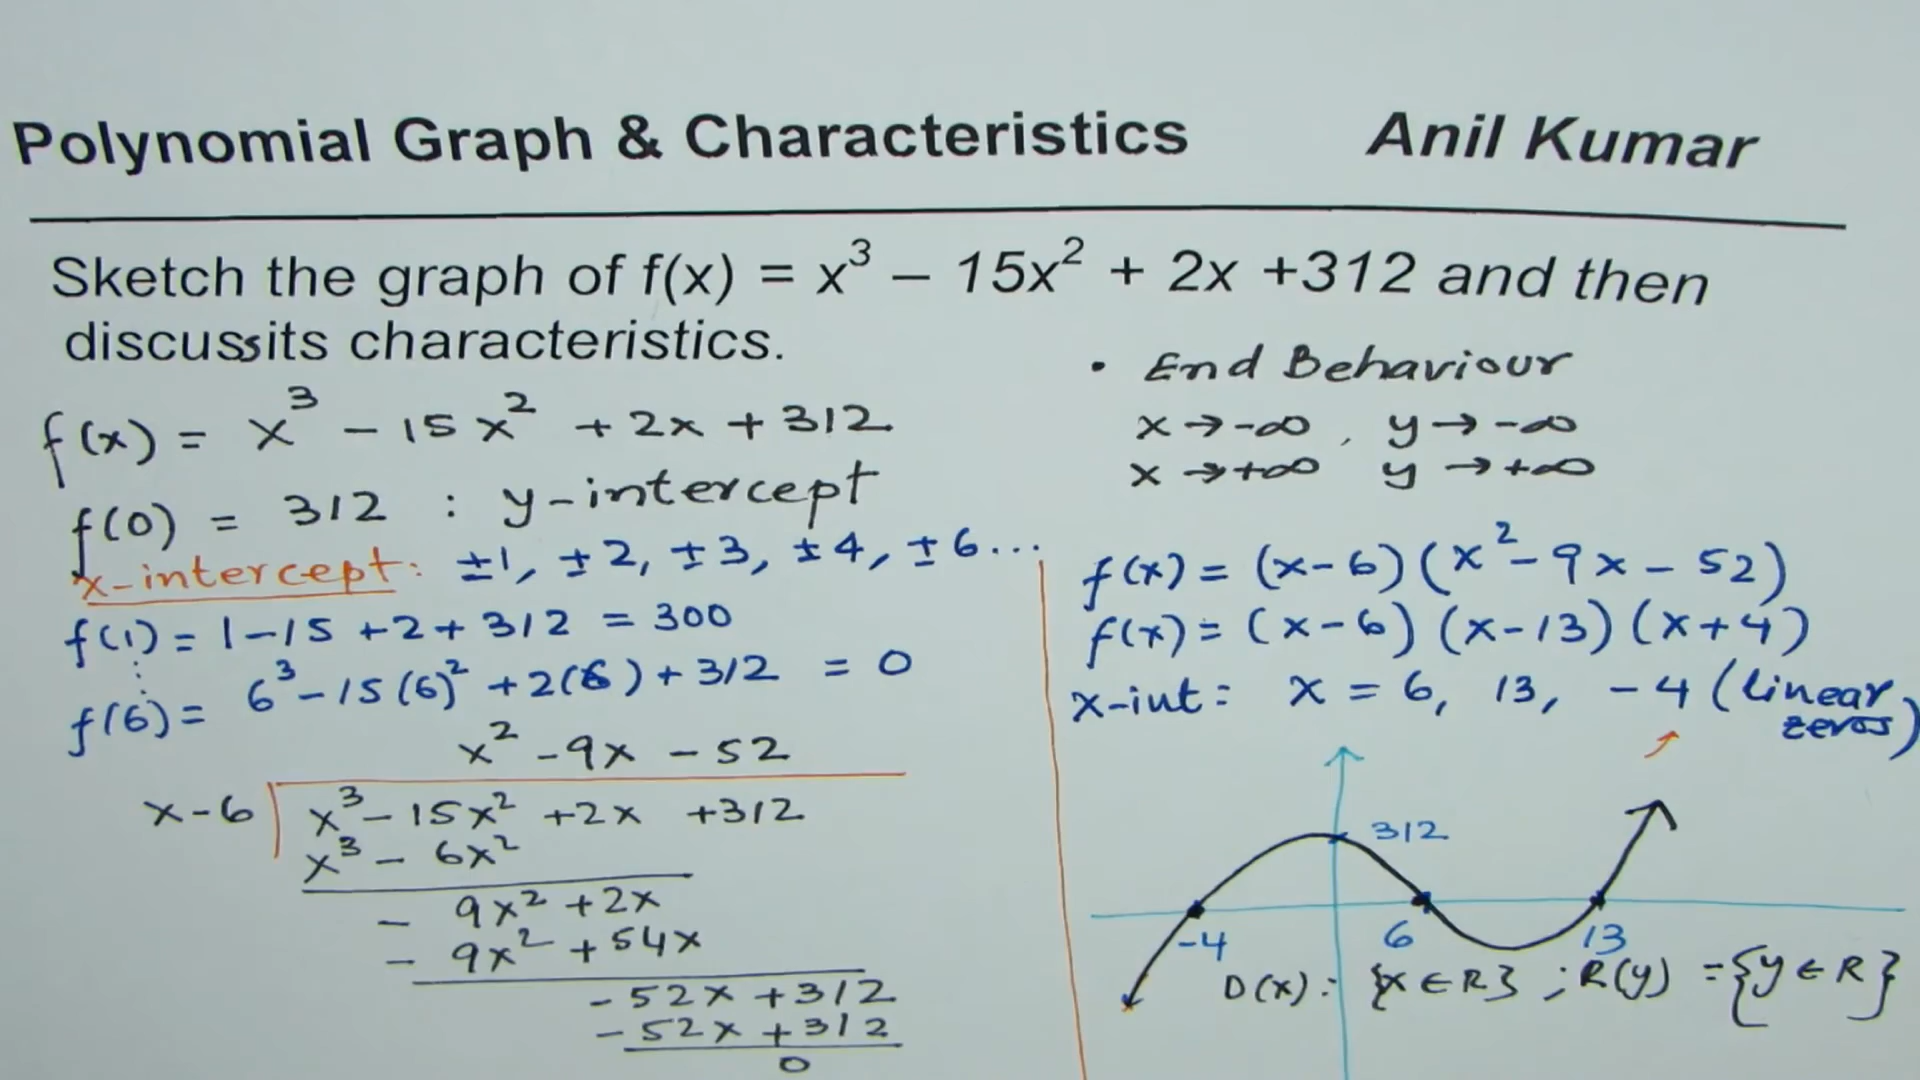 Polynomial Graph & Characteristics Anil Kumar
Sketch the graph of f(x) = x³ – 15x² + 2x +312 and then
discuss its characteristics.
f(x) = x³ - 15x² + 2x + 312
f(0) = 312 : y-intercept
x-intercept: ±1, ±2, ±3, ±4, ±6...
f(1) = 1-15 +2+ 312 = 300
⋮
f(6) = 6³ - 15(6)² + 2(6) + 312 = 0
x² - 9x - 52
x-6 x³ - 15x² +2x +312
x³ - 6x²
- 9x² +2x
- 9x² + 54x
- 52x + 312
- 52x + 312
0
• End Behaviour
x → -∞ , y → -∞
x → +∞ y → +∞
f(x) = (x-6)(x² - 9x - 52)
f(x) = (x-6)(x-13)(x+4)
x-int: x = 6, 13, -4 (linear
zeros)
312
-4 6 13
D(x): {x ∈ R} ; R(y) = {y ∈ R}